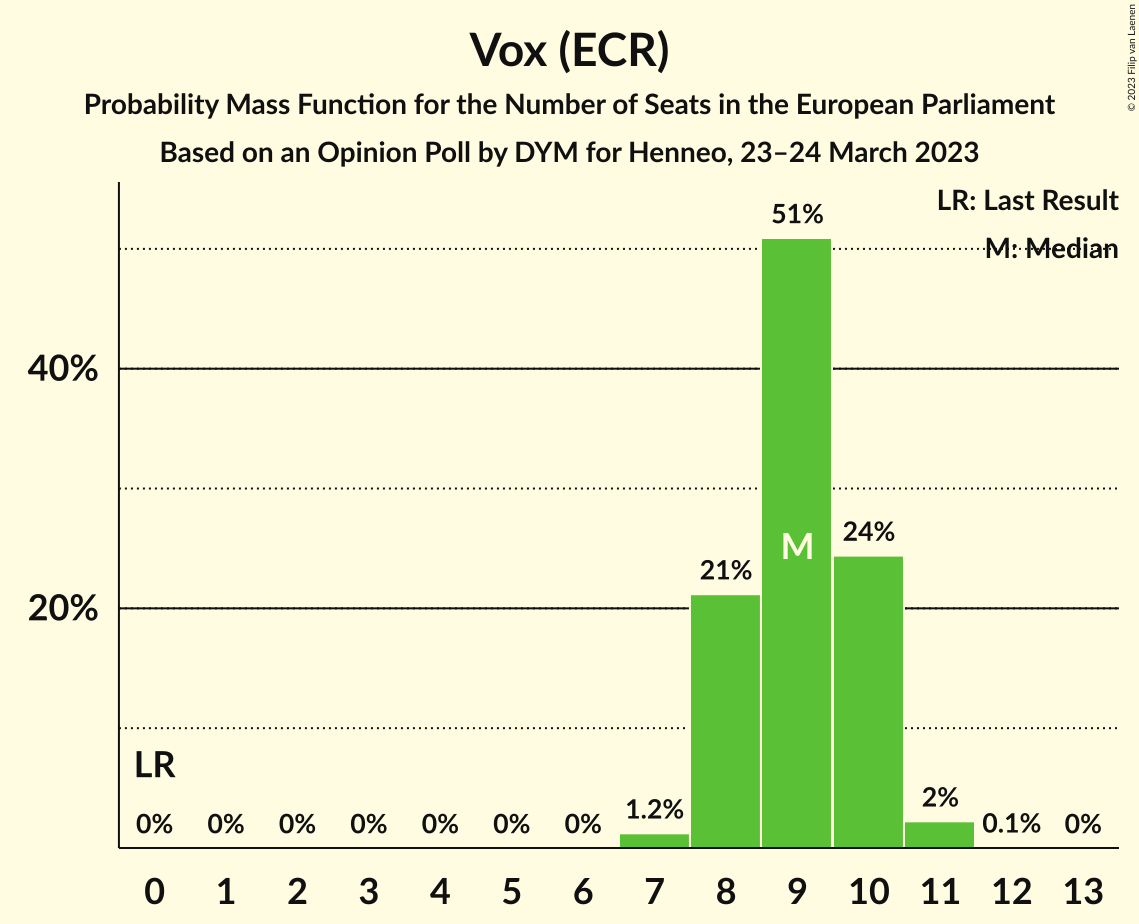 © 2023 Filip van Laenen
Vox (ECR)
Probability Mass Function for the Number of Seats in the European Parliament
Based on an Opinion Poll by DYM for Henneo, 23–24 March 2023
LR: Last Result
M: Median
51%
40%
24%
M
21%
20%
LR
0% 0% 0% 0% 0% 0% 0% 1.2% 2% 0.1% 0%
0 1 2 3 4 5 6 7 8 9 10 11 12 13